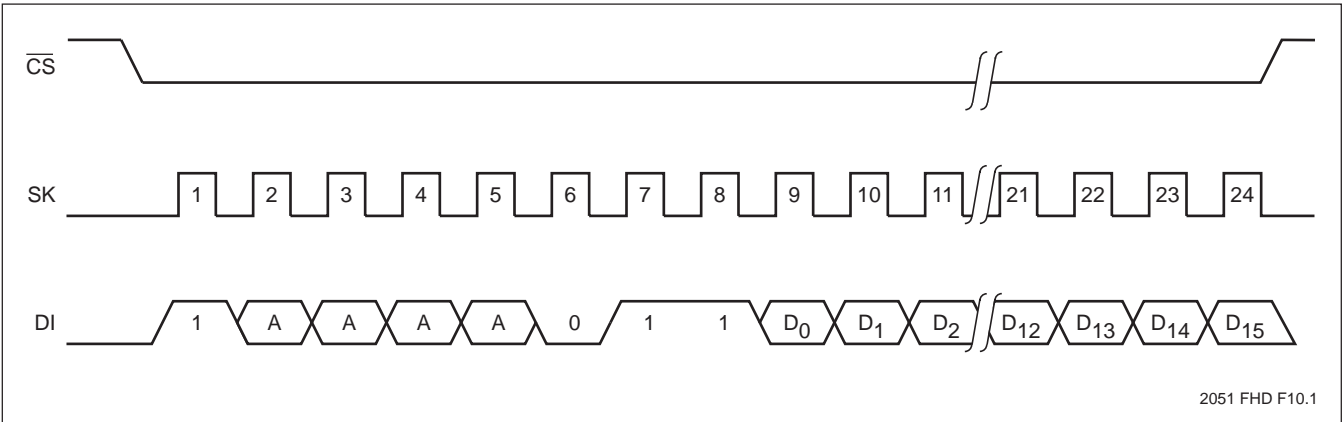 C̅S̅
SK 1 2 3 4 5 6 7 8 9 10 11 21 22 23 24
DI 1 A A A A 0 1 1 D₀ D₁ D₂ D₁₂ D₁₃ D₁₄ D₁₅
2051 FHD F10.1